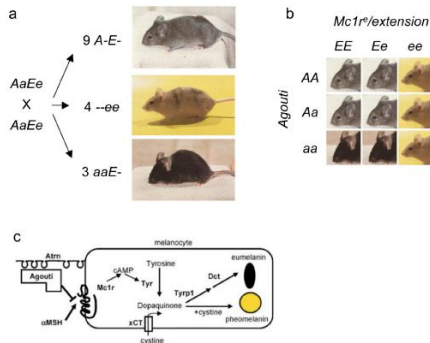 a
AaEe
X
AaEe
9 A-E-
4 --ee
3 aaE-
b
Mc1rᵉ/extension
EE Ee ee
Agouti
AA
Aa
aa
c
melanocyte
Atrn
Agouti
αMSH
Mc1r
cAMP
Tyr
Tyrosine
Dopaquinone
Tyrp1
Dct
eumelanin
+cystine
pheomelanin
xCT
cystine